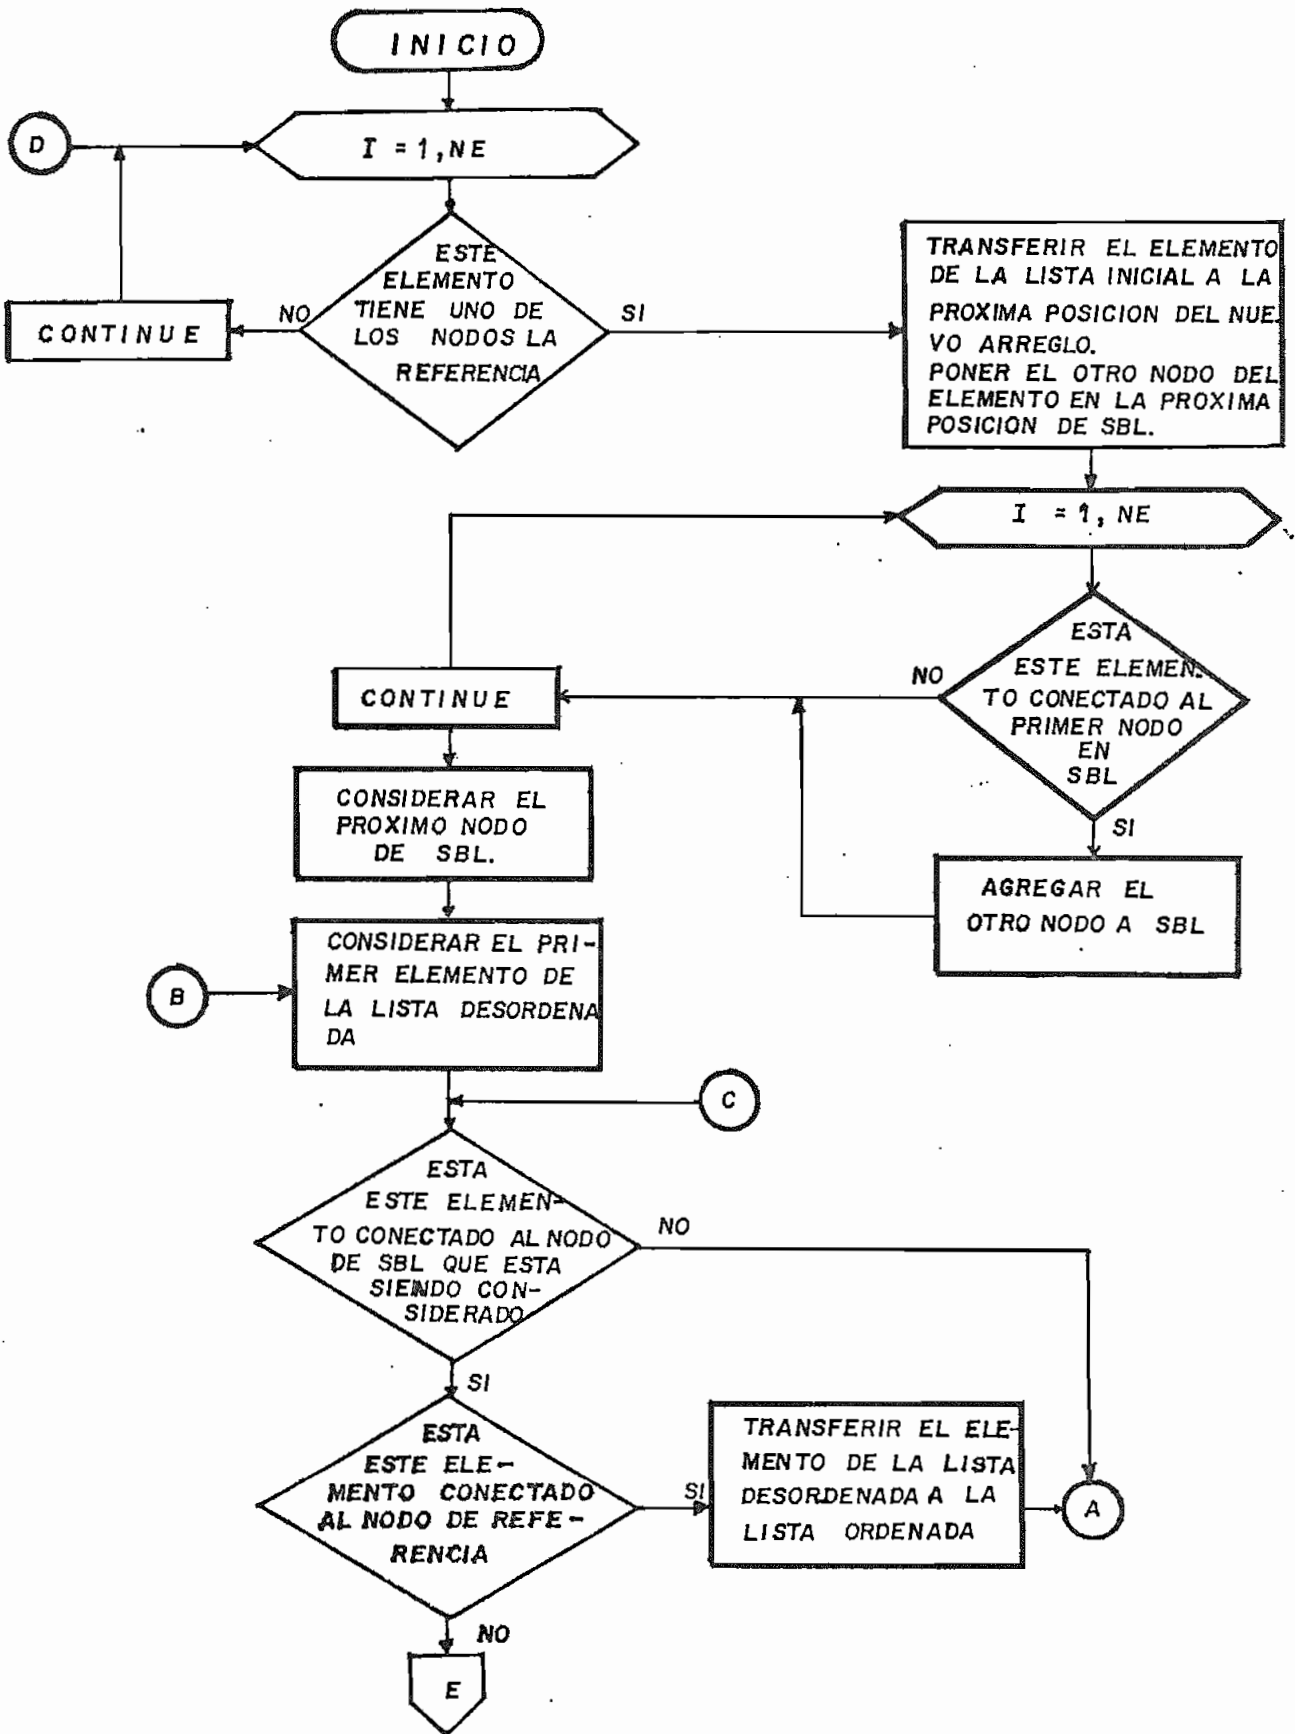 INICIO
D
I = 1, NE
ESTE
ELEMENTO
TIENE UNO DE
LOS NODOS LA
REFERENCIA
NO
SI
CONTINUE
TRANSFERIR EL ELEMENTO
DE LA LISTA INICIAL A LA
PROXIMA POSICION DEL NUE-
VO ARREGLO.
PONER EL OTRO NODO DEL
ELEMENTO EN LA PROXIMA
POSICION DE SBL.
I = 1, NE
ESTA
ESTE ELEMEN-
TO CONECTADO AL
PRIMER NODO
EN
SBL
NO
SI
CONTINUE
AGREGAR EL
OTRO NODO A SBL
CONSIDERAR EL
PROXIMO NODO
DE SBL.
CONSIDERAR EL PRI-
MER ELEMENTO DE
LA LISTA DESORDENA
DA
B
C
ESTA
ESTE ELEMEN-
TO CONECTADO AL NODO
DE SBL QUE ESTA
SIENDO CON-
SIDERADO
NO
SI
ESTA
ESTE ELE-
MENTO CONECTADO
AL NODO DE REFE-
RENCIA
SI
TRANSFERIR EL ELE-
MENTO DE LA LISTA
DESORDENADA A LA
LISTA ORDENADA
A
NO
E